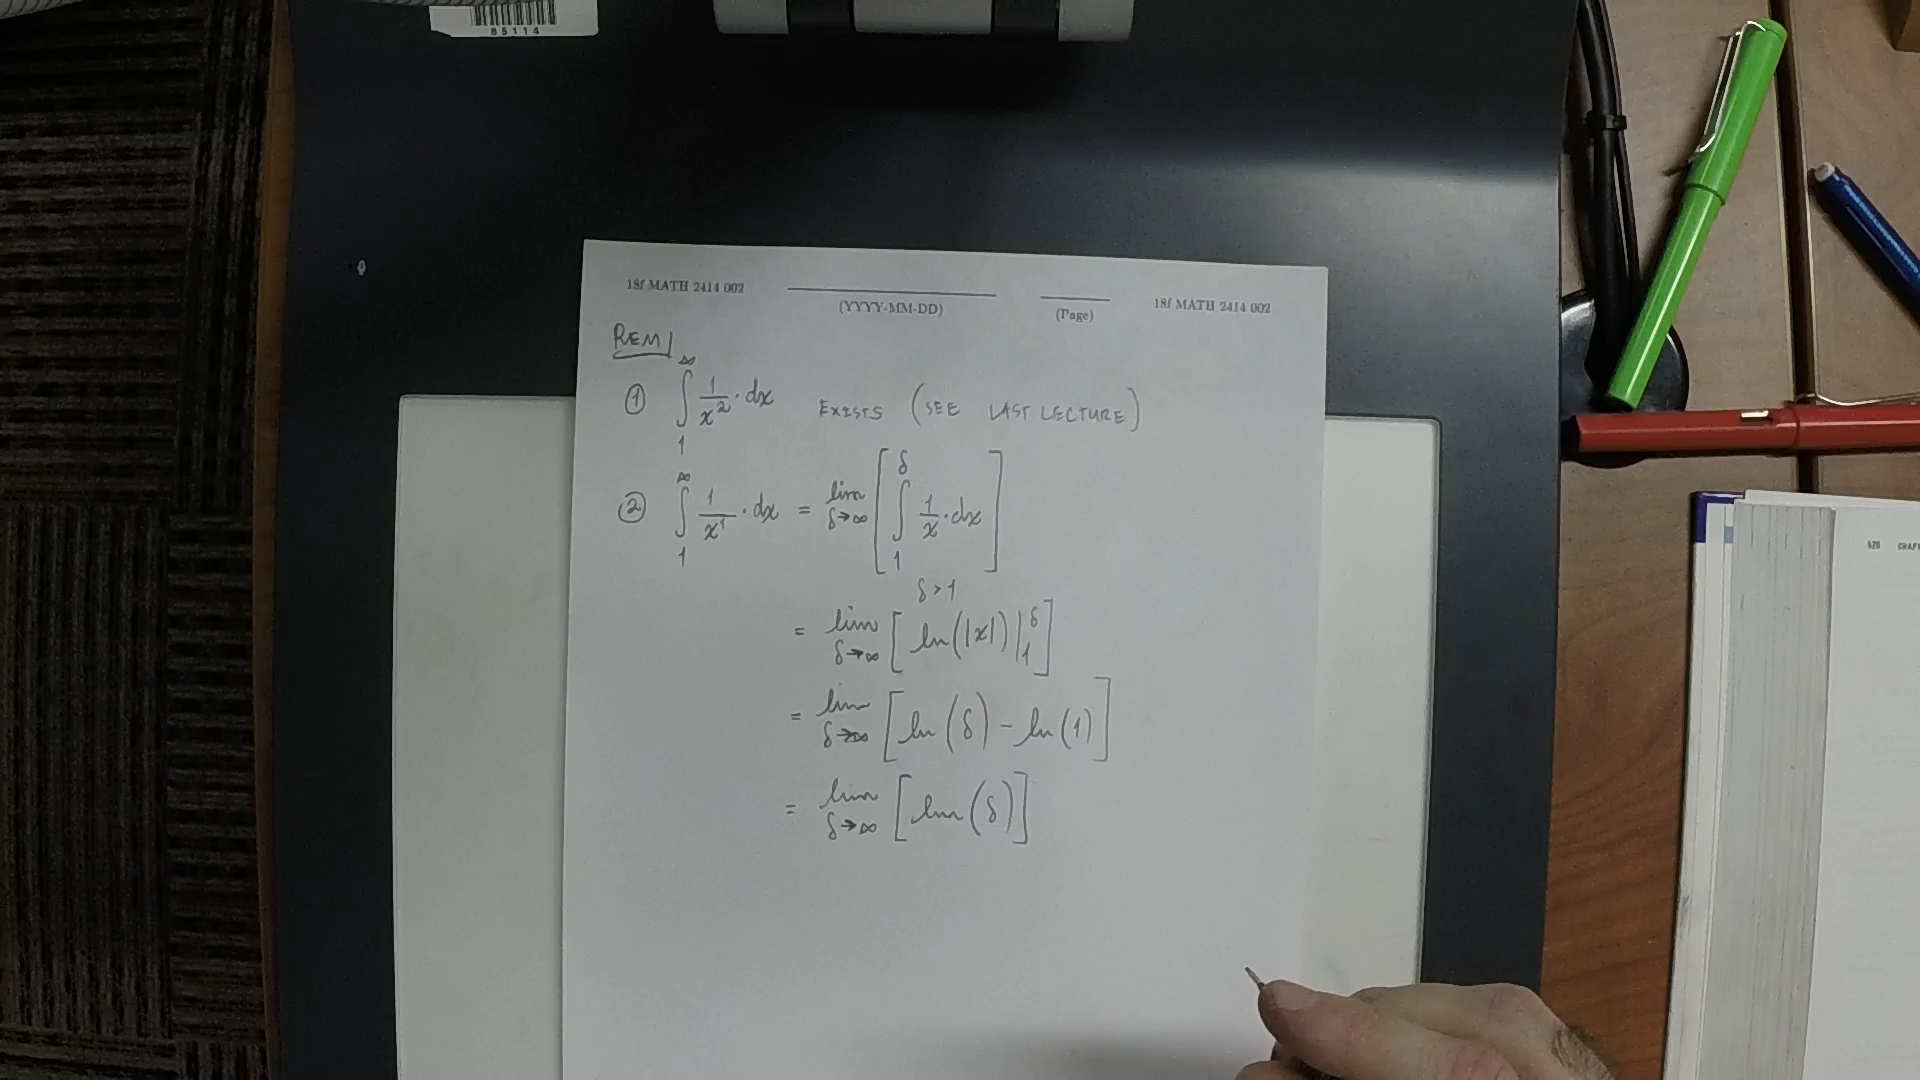 85114
18f MATH 2414 002 (YYYY-MM-DD) (Page) 18f MATH 2414 002
REM
① ∫₁^∞ 1/x² · dx EXISTS (SEE LAST LECTURE)
② ∫₁^∞ 1/x¹ · dx = lim δ→∞ [ ∫₁^δ 1/x · dx ]
δ > 1
= lim δ→∞ [ ln(|x|) |₁^δ ]
= lim δ→∞ [ ln(δ) - ln(1) ]
= lim δ→∞ [ ln(δ) ]